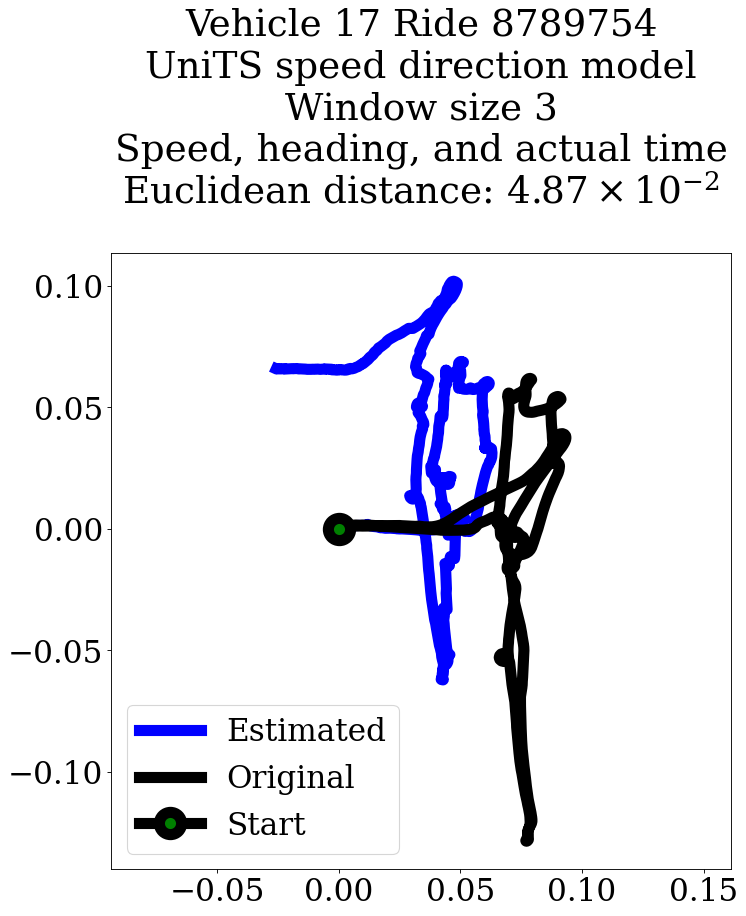 Vehicle 17 Ride 8789754
UniTS speed direction model
Window size 3
Speed, heading, and actual time
Euclidean distance: 4.87 × 10⁻²
0.10
0.05
0.00
−0.05
−0.10
Estimated
Original
Start
−0.05 0.00 0.05 0.10 0.15